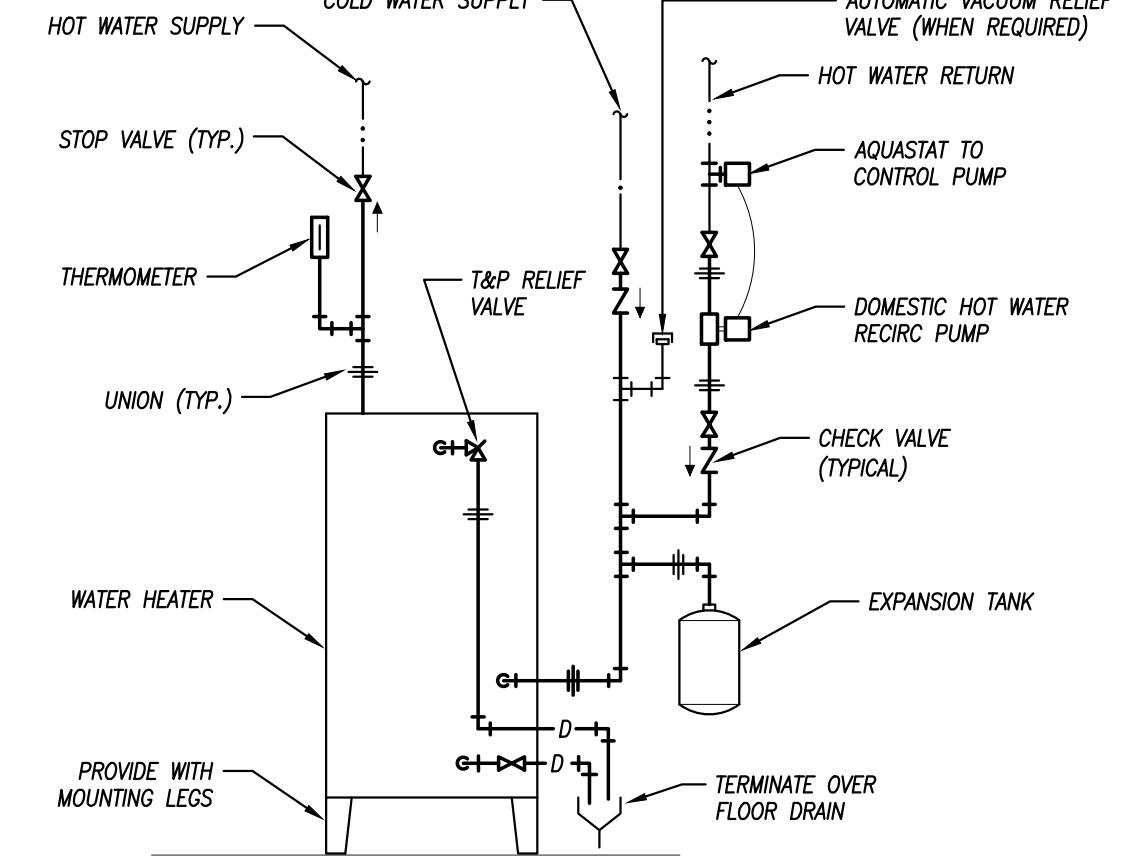 HOT WATER SUPPLY
COLD WATER SUPPLY
AUTOMATIC VACUUM RELIEF
VALVE (WHEN REQUIRED)
HOT WATER RETURN
STOP VALVE (TYP.)
AQUASTAT TO
CONTROL PUMP
THERMOMETER
T&P RELIEF
VALVE
DOMESTIC HOT WATER
RECIRC PUMP
UNION (TYP.)
CHECK VALVE
(TYPICAL)
WATER HEATER
EXPANSION TANK
D
D
PROVIDE WITH
MOUNTING LEGS
TERMINATE OVER
FLOOR DRAIN